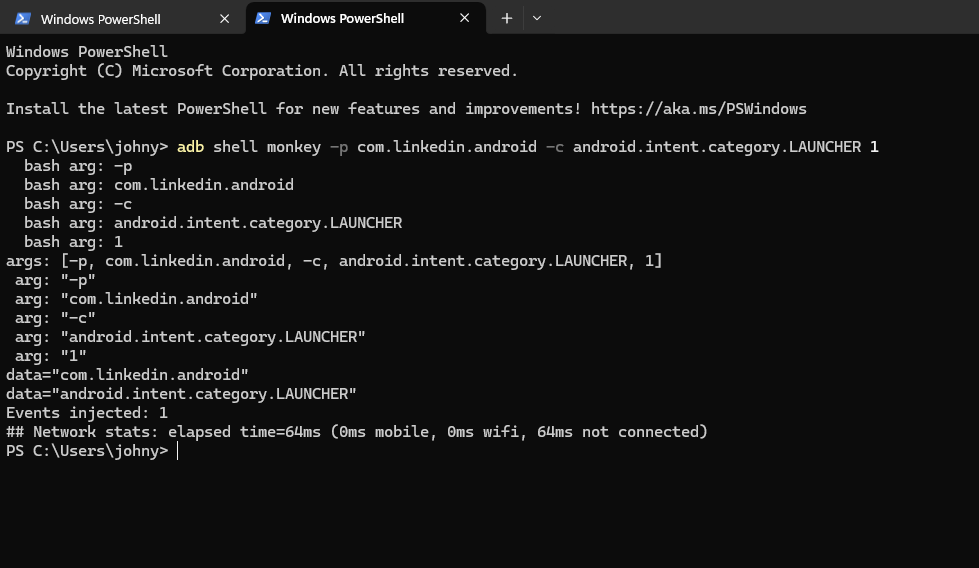 Windows PowerShell
Windows PowerShell
Windows PowerShell
Copyright (C) Microsoft Corporation. All rights reserved.
Install the latest PowerShell for new features and improvements! https://aka.ms/PSWindows
PS C:\Users\johny> adb shell monkey -p com.linkedin.android -c android.intent.category.LAUNCHER 1
bash arg: -p
bash arg: com.linkedin.android
bash arg: -c
bash arg: android.intent.category.LAUNCHER
bash arg: 1
args: [-p, com.linkedin.android, -c, android.intent.category.LAUNCHER, 1]
arg: "-p"
arg: "com.linkedin.android"
arg: "-c"
arg: "android.intent.category.LAUNCHER"
arg: "1"
data="com.linkedin.android"
data="android.intent.category.LAUNCHER"
Events injected: 1
## Network stats: elapsed time=64ms (0ms mobile, 0ms wifi, 64ms not connected)
PS C:\Users\johny>